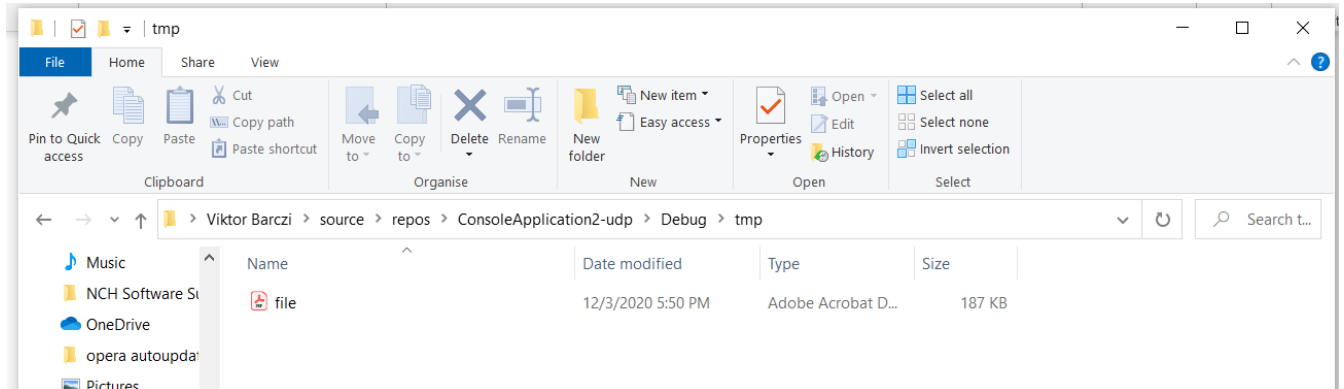 tmp
File Home Share View
Pin to Quick access
Copy
Paste
Cut
Copy path
Paste shortcut
Move to
Copy to
Delete
Rename
New folder
New item
Easy access
Properties
Open
Edit
History
Select all
Select none
Invert selection
Clipboard Organise New Open Select
Viktor Barczi > source > repos > ConsoleApplication2-udp > Debug > tmp
Search t...
Music
NCH Software Su
OneDrive
opera autoupdat
Pictures
Name Date modified Type Size
file 12/3/2020 5:50 PM Adobe Acrobat D... 187 KB